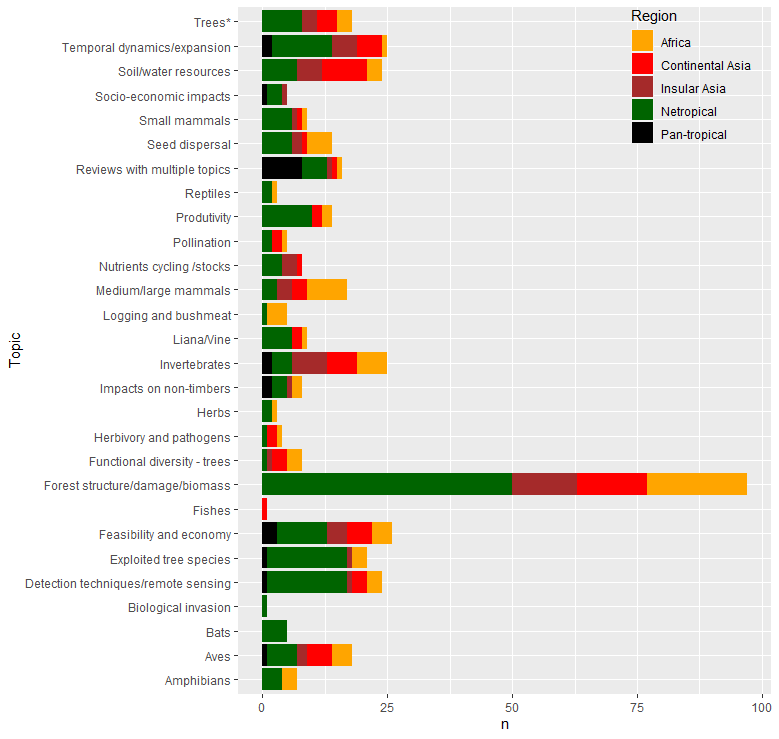 Region
Africa
Continental Asia
Insular Asia
Netropical
Pan-tropical
Topic
Trees*
Temporal dynamics/expansion
Soil/water resources
Socio-economic impacts
Small mammals
Seed dispersal
Reviews with multiple topics
Reptiles
Produtivity
Pollination
Nutrients cycling /stocks
Medium/large mammals
Logging and bushmeat
Liana/Vine
Invertebrates
Impacts on non-timbers
Herbs
Herbivory and pathogens
Functional diversity - trees
Forest structure/damage/biomass
Fishes
Feasibility and economy
Exploited tree species
Detection techniques/remote sensing
Biological invasion
Bats
Aves
Amphibians
0 25 50 75 100
n